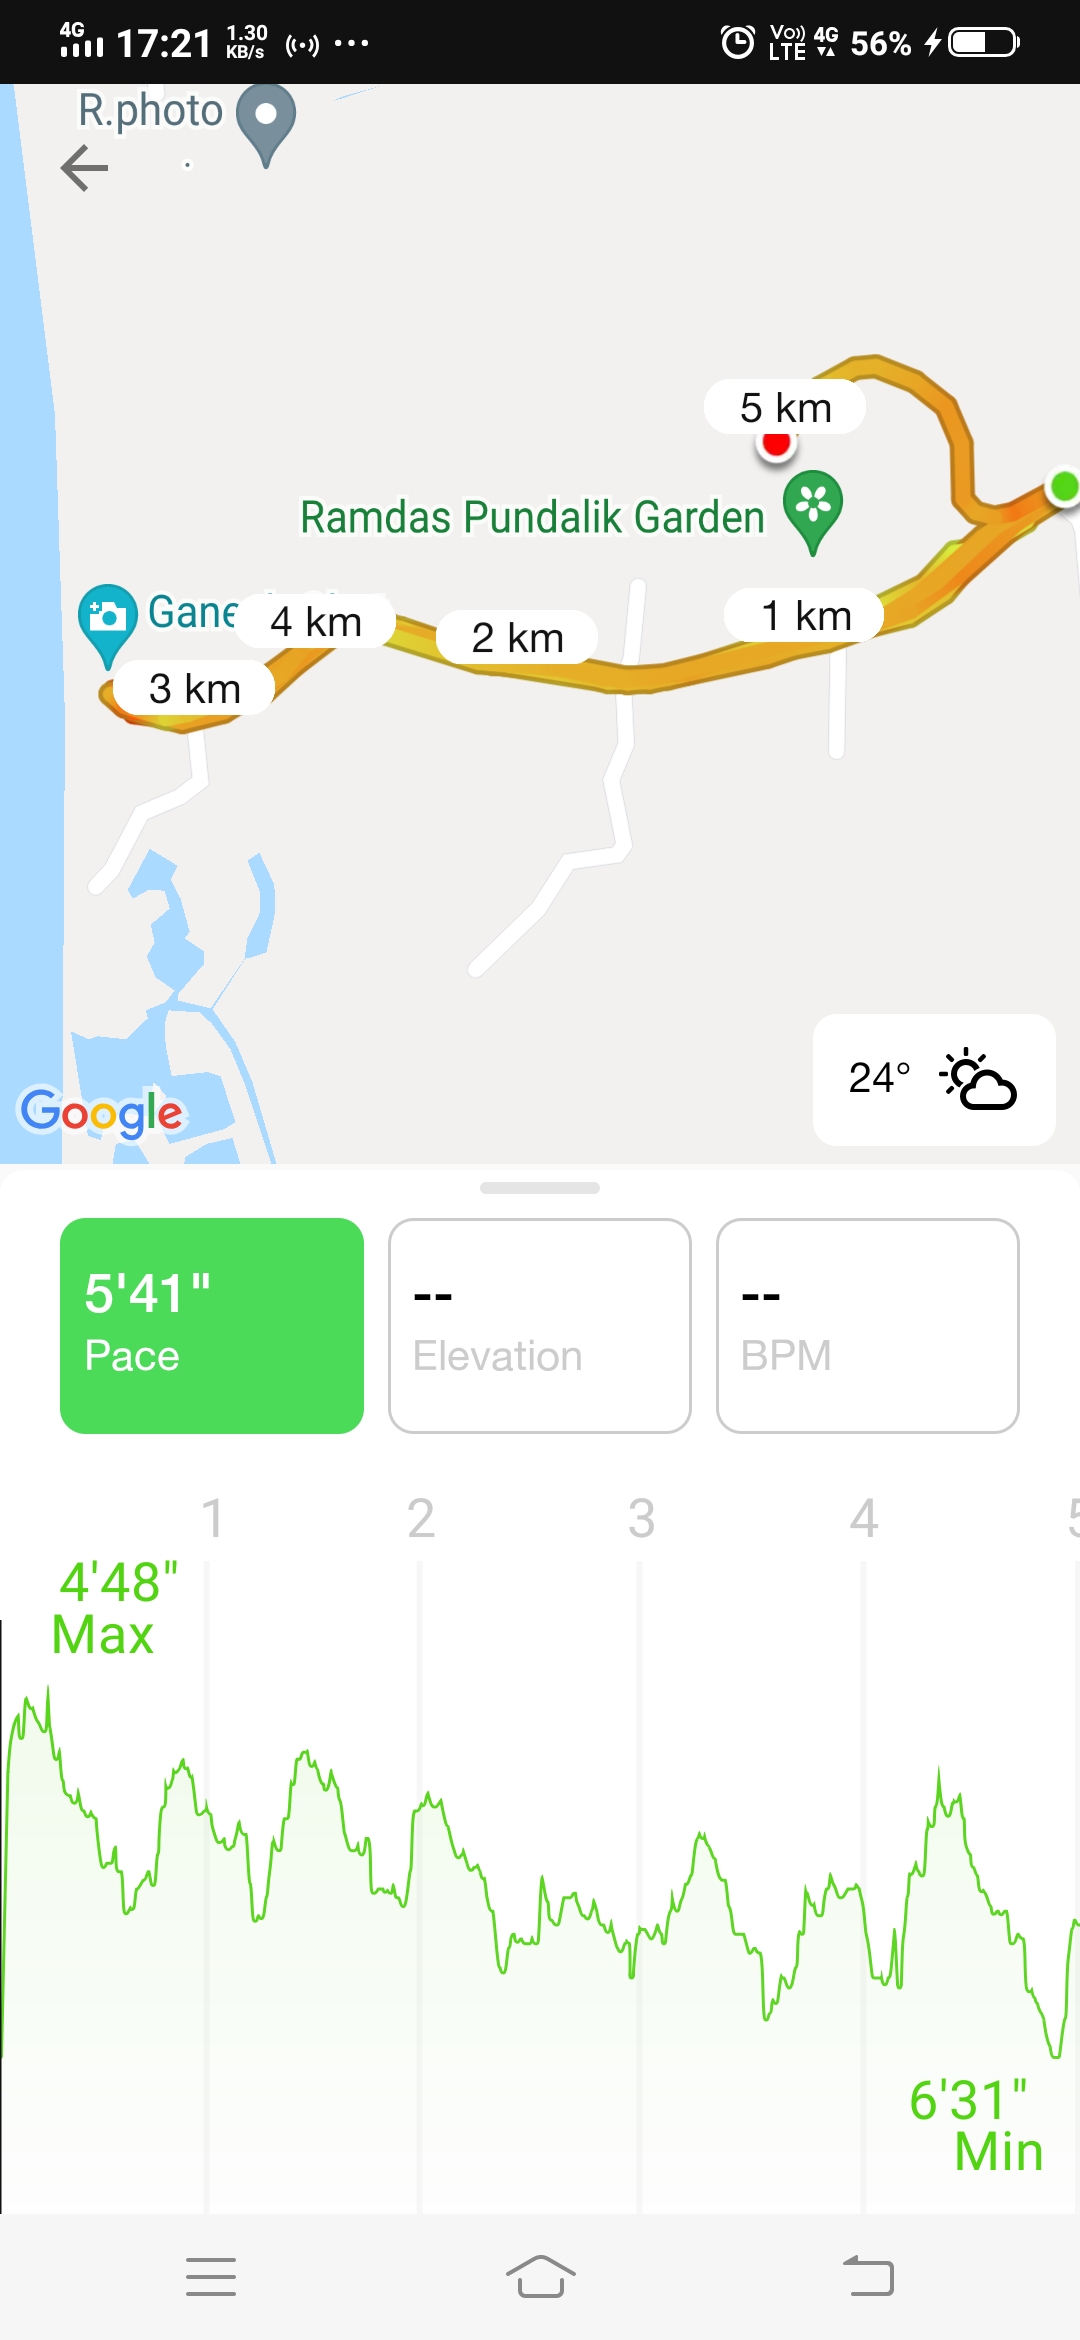 4G 17:21 1.30 KB/s ••• Vo)) LTE 4G 56%
R.photo
5 km
Ramdas Pundalik Garden
4 km
2 km
1 km
3 km
24°
Google
5'41" -- --
Pace Elevation BPM
1 2 3 4 5
4'48"
Max
6'31"
Min